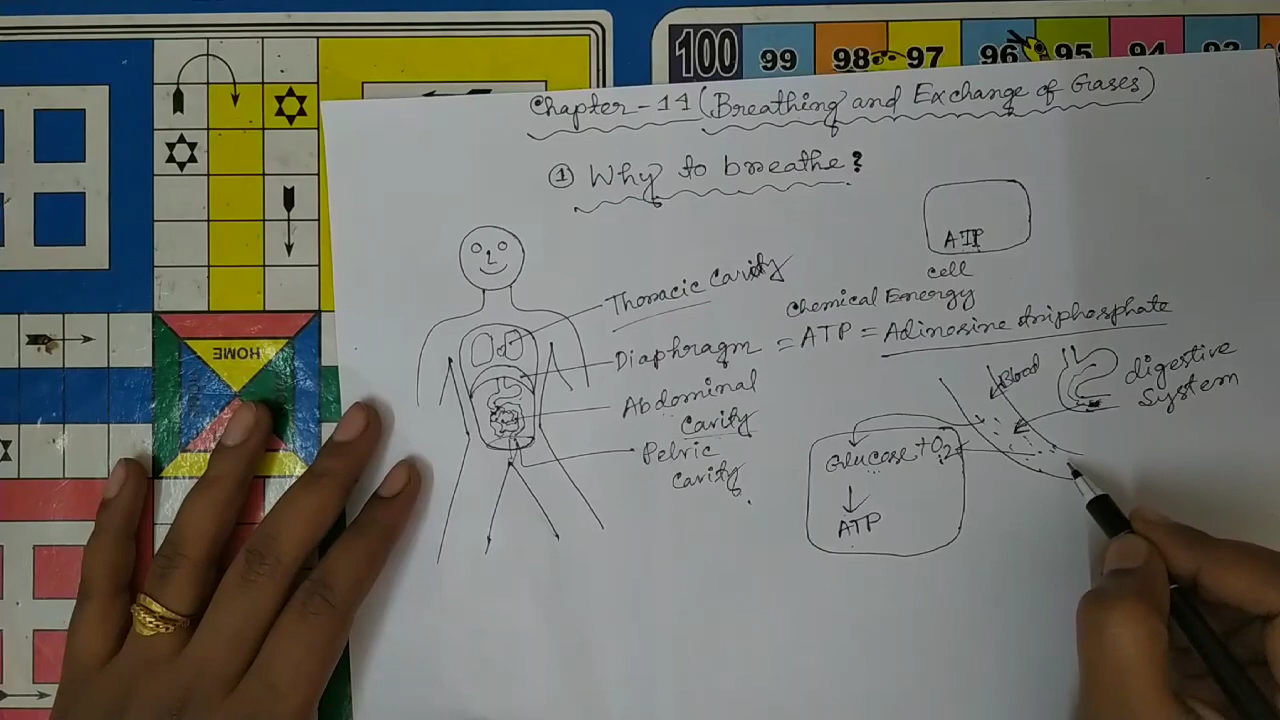 100 99 98 97 96 95 94 93
HOME
Chapter - 14 (Breathing and Exchange of Gases)
① Why to breathe?
ATP
cell
Thoracic cavity
Chemical Energy
Diaphragm = ATP = Adinosine triphosphate
Abdominal
cavity
Pelvic
cavity
Blood
digestive
system
Glucose + O2
ATP